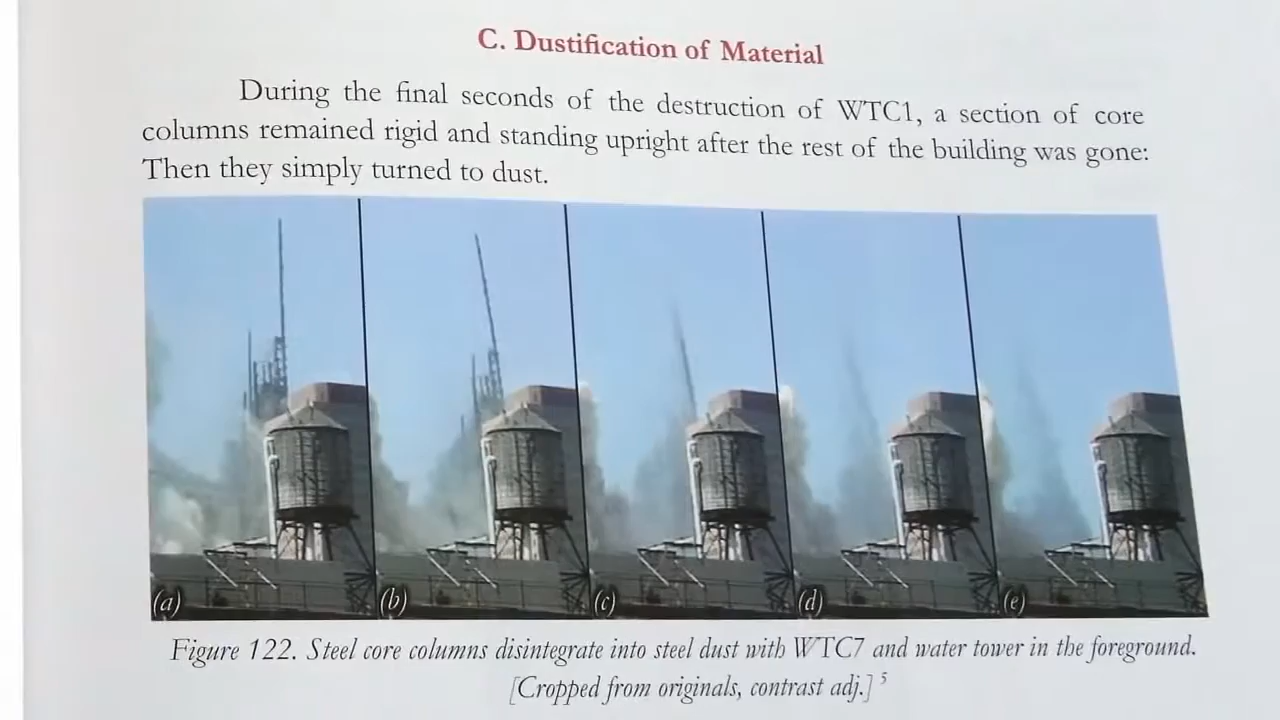 C. Dustification of Material
During the final seconds of the destruction of WTC1, a section of core
columns remained rigid and standing upright after the rest of the building was gone:
Then they simply turned to dust.
(a) (b) (c) (d) (e)
Figure 122. Steel core columns disintegrate into steel dust with WTC7 and water tower in the foreground.
[Cropped from originals, contrast adj.] 5